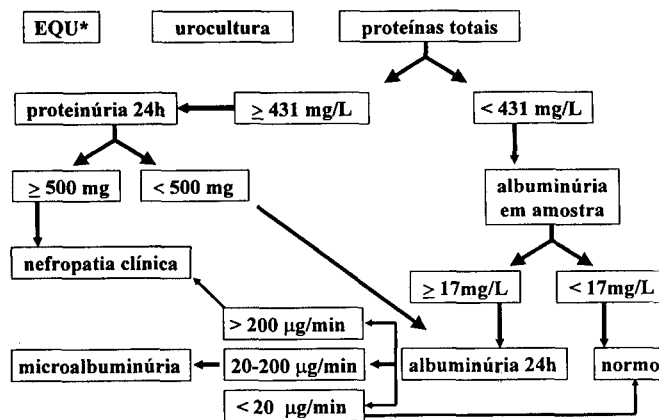 EQU*
urocultura
proteínas totais
proteinúria 24h
≥ 431 mg/L
< 431 mg/L
≥ 500 mg
< 500 mg
albuminúria
em amostra
nefropatia clínica
≥ 17mg/L
< 17mg/L
> 200 µg/min
microalbuminúria
20-200 µg/min
albuminúria 24h
normo
< 20 µg/min